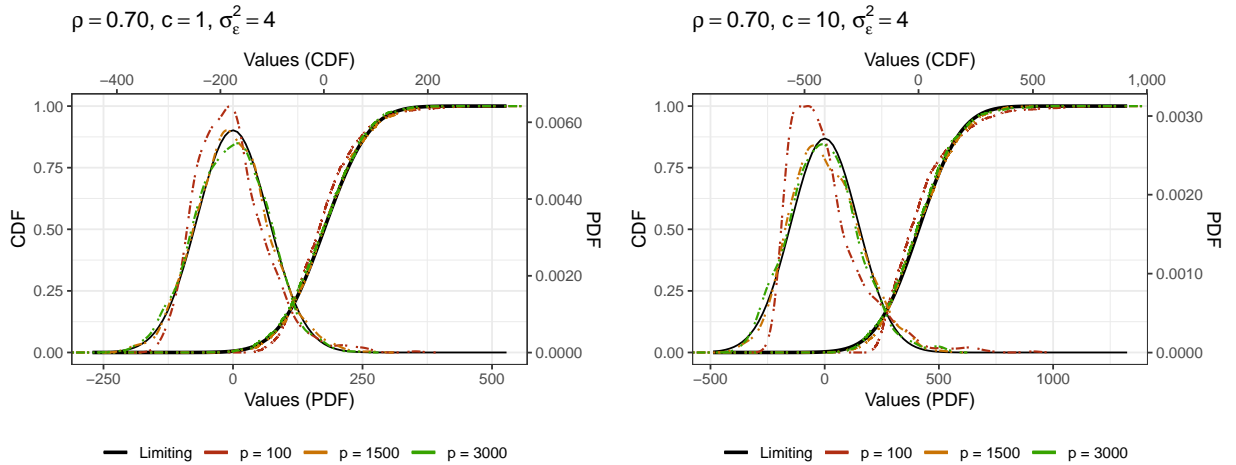 ρ = 0.70, c = 1, σ_ε^2 = 4
Values (CDF)
−400 −200 0 200
1.00
0.75
0.50
0.25
0.00
CDF
0.0060
0.0040
0.0020
0.0000
PDF
−250 0 250 500
Values (PDF)
Limiting p = 100 p = 1500 p = 3000
ρ = 0.70, c = 10, σ_ε^2 = 4
Values (CDF)
−500 0 500 1,000
1.00
0.75
0.50
0.25
0.00
CDF
0.0030
0.0020
0.0010
0.0000
PDF
−500 0 500 1000
Values (PDF)
Limiting p = 100 p = 1500 p = 3000